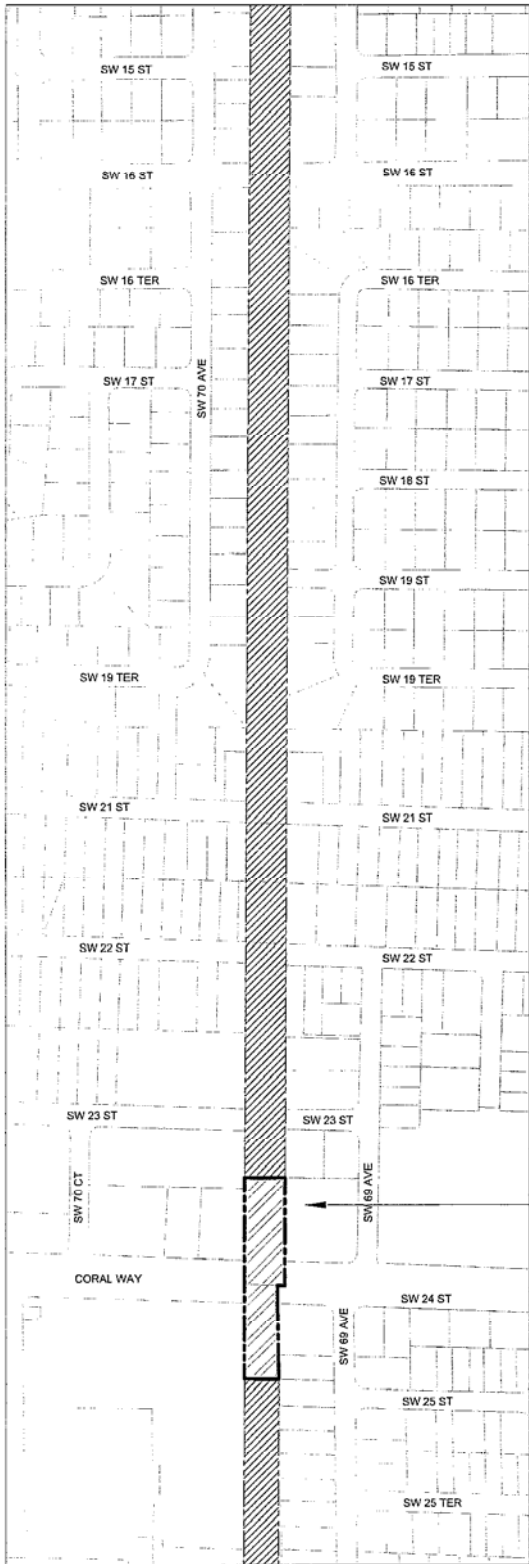 SW 15 ST
SW 15 ST
SW 16 ST
SW 16 ST
SW 16 TER
SW 16 TER
SW 70 AVE
SW 17 ST
SW 17 ST
SW 18 ST
SW 19 ST
SW 19 TER
SW 19 TER
SW 21 ST
SW 21 ST
SW 22 ST
SW 22 ST
SW 23 ST
SW 23 ST
SW 70 CT
SW 69 AVE
CORAL WAY
SW 24 ST
SW 69 AVE
SW 25 ST
SW 25 TER